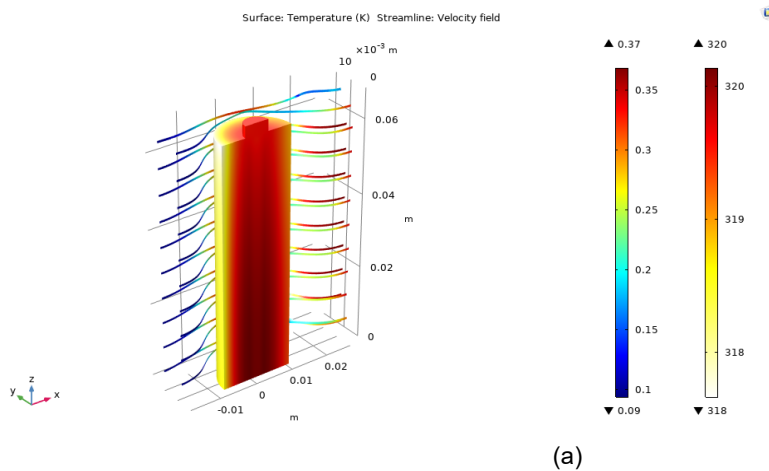 Surface: Temperature (K) Streamline: Velocity field
×10⁻³ m
10
0
0.06
0.04
m
0.02
0
0.02
0.01
0
-0.01
m
y
z
x
▲ 0.37
0.35
0.3
0.25
0.2
0.15
0.1
▼ 0.09
▲ 320
320
319
318
▼ 318
(a)